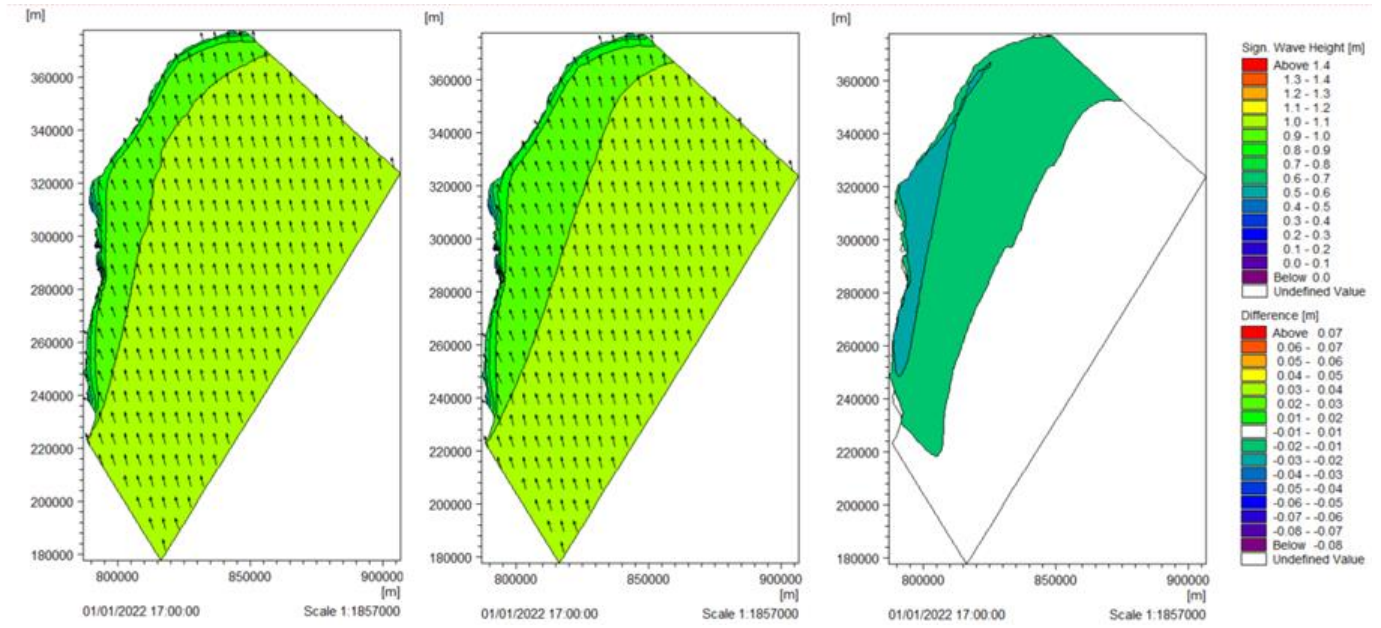 [m]
360000
340000
320000
300000
280000
260000
240000
220000
200000
180000
800000 850000 900000
[m]
01/01/2022 17:00:00 Scale 1:1857000
[m]
360000
340000
320000
300000
280000
260000
240000
220000
200000
180000
800000 850000 900000
[m]
01/01/2022 17:00:00 Scale 1:1857000
[m]
360000
340000
320000
300000
280000
260000
240000
220000
200000
180000
800000 850000 900000
[m]
01/01/2022 17:00:00 Scale 1:1857000
Sign. Wave Height [m]
Above 1.4
1.3 - 1.4
1.2 - 1.3
1.1 - 1.2
1.0 - 1.1
0.9 - 1.0
0.8 - 0.9
0.7 - 0.8
0.6 - 0.7
0.5 - 0.6
0.4 - 0.5
0.3 - 0.4
0.2 - 0.3
0.1 - 0.2
0.0 - 0.1
Below 0.0
Undefined Value
Difference [m]
Above 0.07
0.06 - 0.07
0.05 - 0.06
0.04 - 0.05
0.03 - 0.04
0.02 - 0.03
0.01 - 0.02
-0.01 - 0.01
-0.02 - -0.01
-0.03 - -0.02
-0.04 - -0.03
-0.05 - -0.04
-0.06 - -0.05
-0.07 - -0.06
-0.08 - -0.07
Below -0.08
Undefined Value